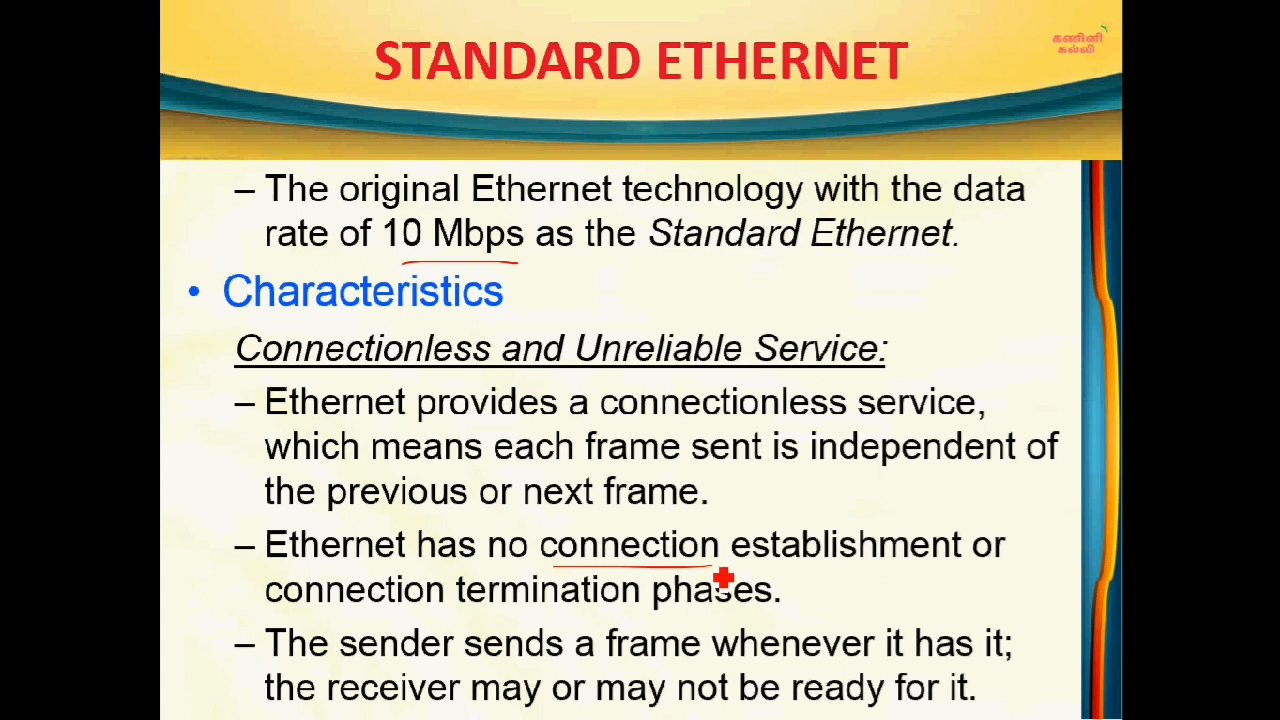 STANDARD ETHERNET
கணினி
கல்வி
– The original Ethernet technology with the data
rate of 10 Mbps as the Standard Ethernet.
• Characteristics
Connectionless and Unreliable Service:
– Ethernet provides a connectionless service,
which means each frame sent is independent of
the previous or next frame.
– Ethernet has no connection establishment or
connection termination phases.
– The sender sends a frame whenever it has it;
the receiver may or may not be ready for it.